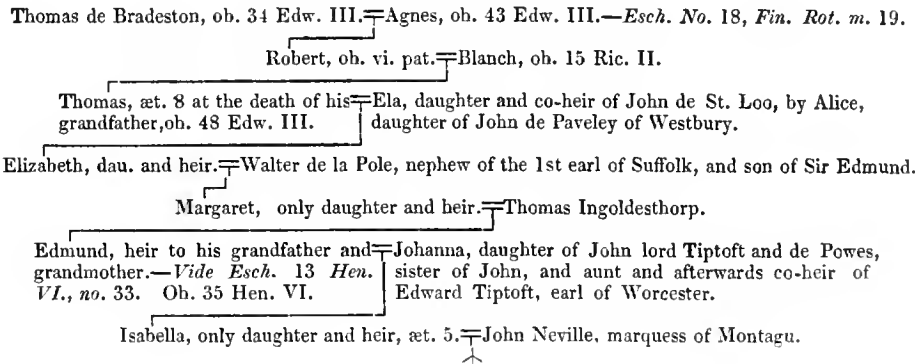 Thomas de Bradeston, ob. 34 Edw. III.=Agnes, ob. 43 Edw. III.—Esch. No. 18, Fin. Rot. m. 19.
Robert, ob. vi. pat.=Blanch, ob. 15 Ric. II.
Thomas, æt. 8 at the death of his=Ela, daughter and co-heir of John de St. Loo, by Alice,
grandfather, ob. 48 Edw. III. daughter of John de Paveley of Westbury.
Elizabeth, dau. and heir.=Walter de la Pole, nephew of the 1st earl of Suffolk, and son of Sir Edmund.
Margaret, only daughter and heir.=Thomas Ingoldesthorp.
Edmund, heir to his grandfather and=Johanna, daughter of John lord Tiptoft and de Powes,
grandmother.—Vide Esch. 13 Hen. sister of John, and aunt and afterwards co-heir of
VI., no. 33. Ob. 35 Hen. VI. Edward Tiptoft, earl of Worcester.
Isabella, only daughter and heir, æt. 5.=John Neville, marquess of Montagu.